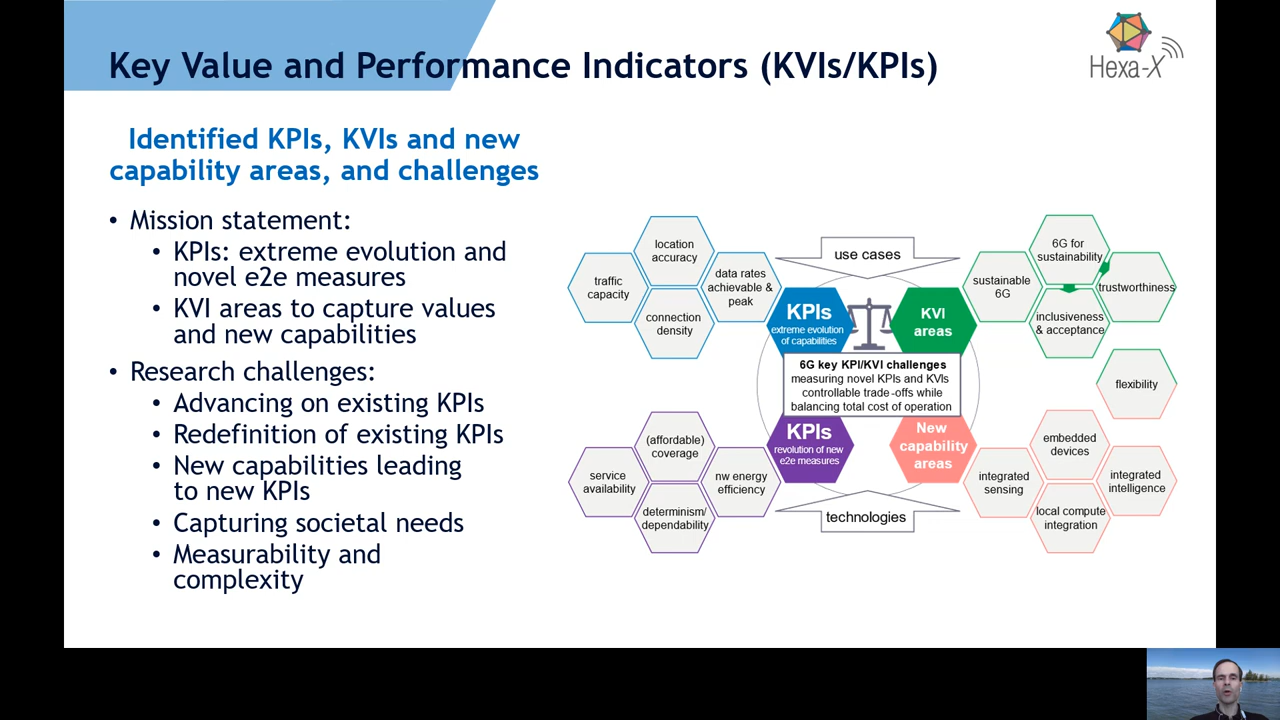 Key Value and Performance Indicators (KVIs/KPIs)
Hexa-X
Identified KPIs, KVIs and new
capability areas, and challenges
• Mission statement:
• KPIs: extreme evolution and
novel e2e measures
• KVI areas to capture values
and new capabilities
• Research challenges:
• Advancing on existing KPIs
• Redefinition of existing KPIs
• New capabilities leading
to new KPIs
• Capturing societal needs
• Measurability and
complexity
traffic
capacity
location
accuracy
connection
density
data rates
achievable &
peak
KPIs
extreme evolution
of capabilities
use cases
KVI
areas
sustainable
6G
6G for
sustainability
inclusiveness
& acceptance
trustworthiness
flexibility
6G key KPI/KVI challenges
measuring novel KPIs and KVIs
controllable trade-offs while
balancing total cost of operation
service
availability
(affordable)
coverage
determinism/
dependability
nw energy
efficiency
KPIs
revolution of new
e2e measures
technologies
New
capability
areas
integrated
sensing
embedded
devices
local compute
integration
integrated
intelligence